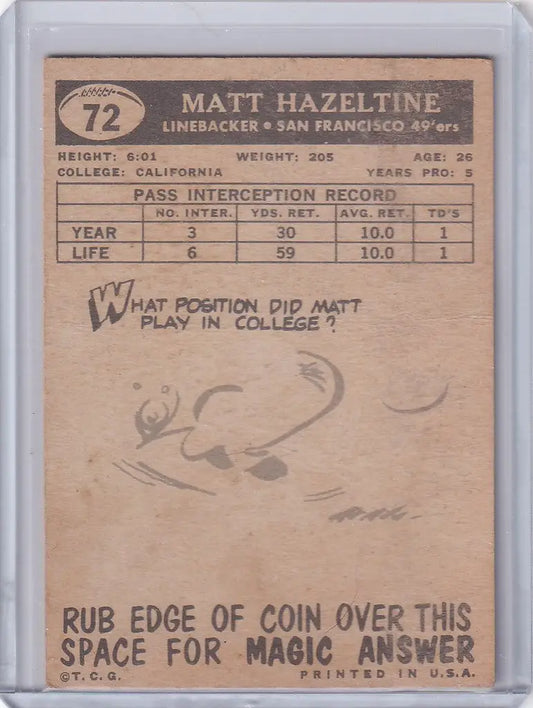 72
MATT HAZELTINE
LINEBACKER • SAN FRANCISCO 49'ers
HEIGHT: 6:01 WEIGHT: 205 AGE: 26
COLLEGE: CALIFORNIA YEARS PRO: 5
PASS INTERCEPTION RECORD
NO. INTER. YDS. RET. AVG. RET. TD'S
YEAR 3 30 10.0 1
LIFE 6 59 10.0 1
WHAT POSITION DID MATT
PLAY IN COLLEGE?
RUB EDGE OF COIN OVER THIS
SPACE FOR MAGIC ANSWER
©T.C.G. PRINTED IN U.S.A.